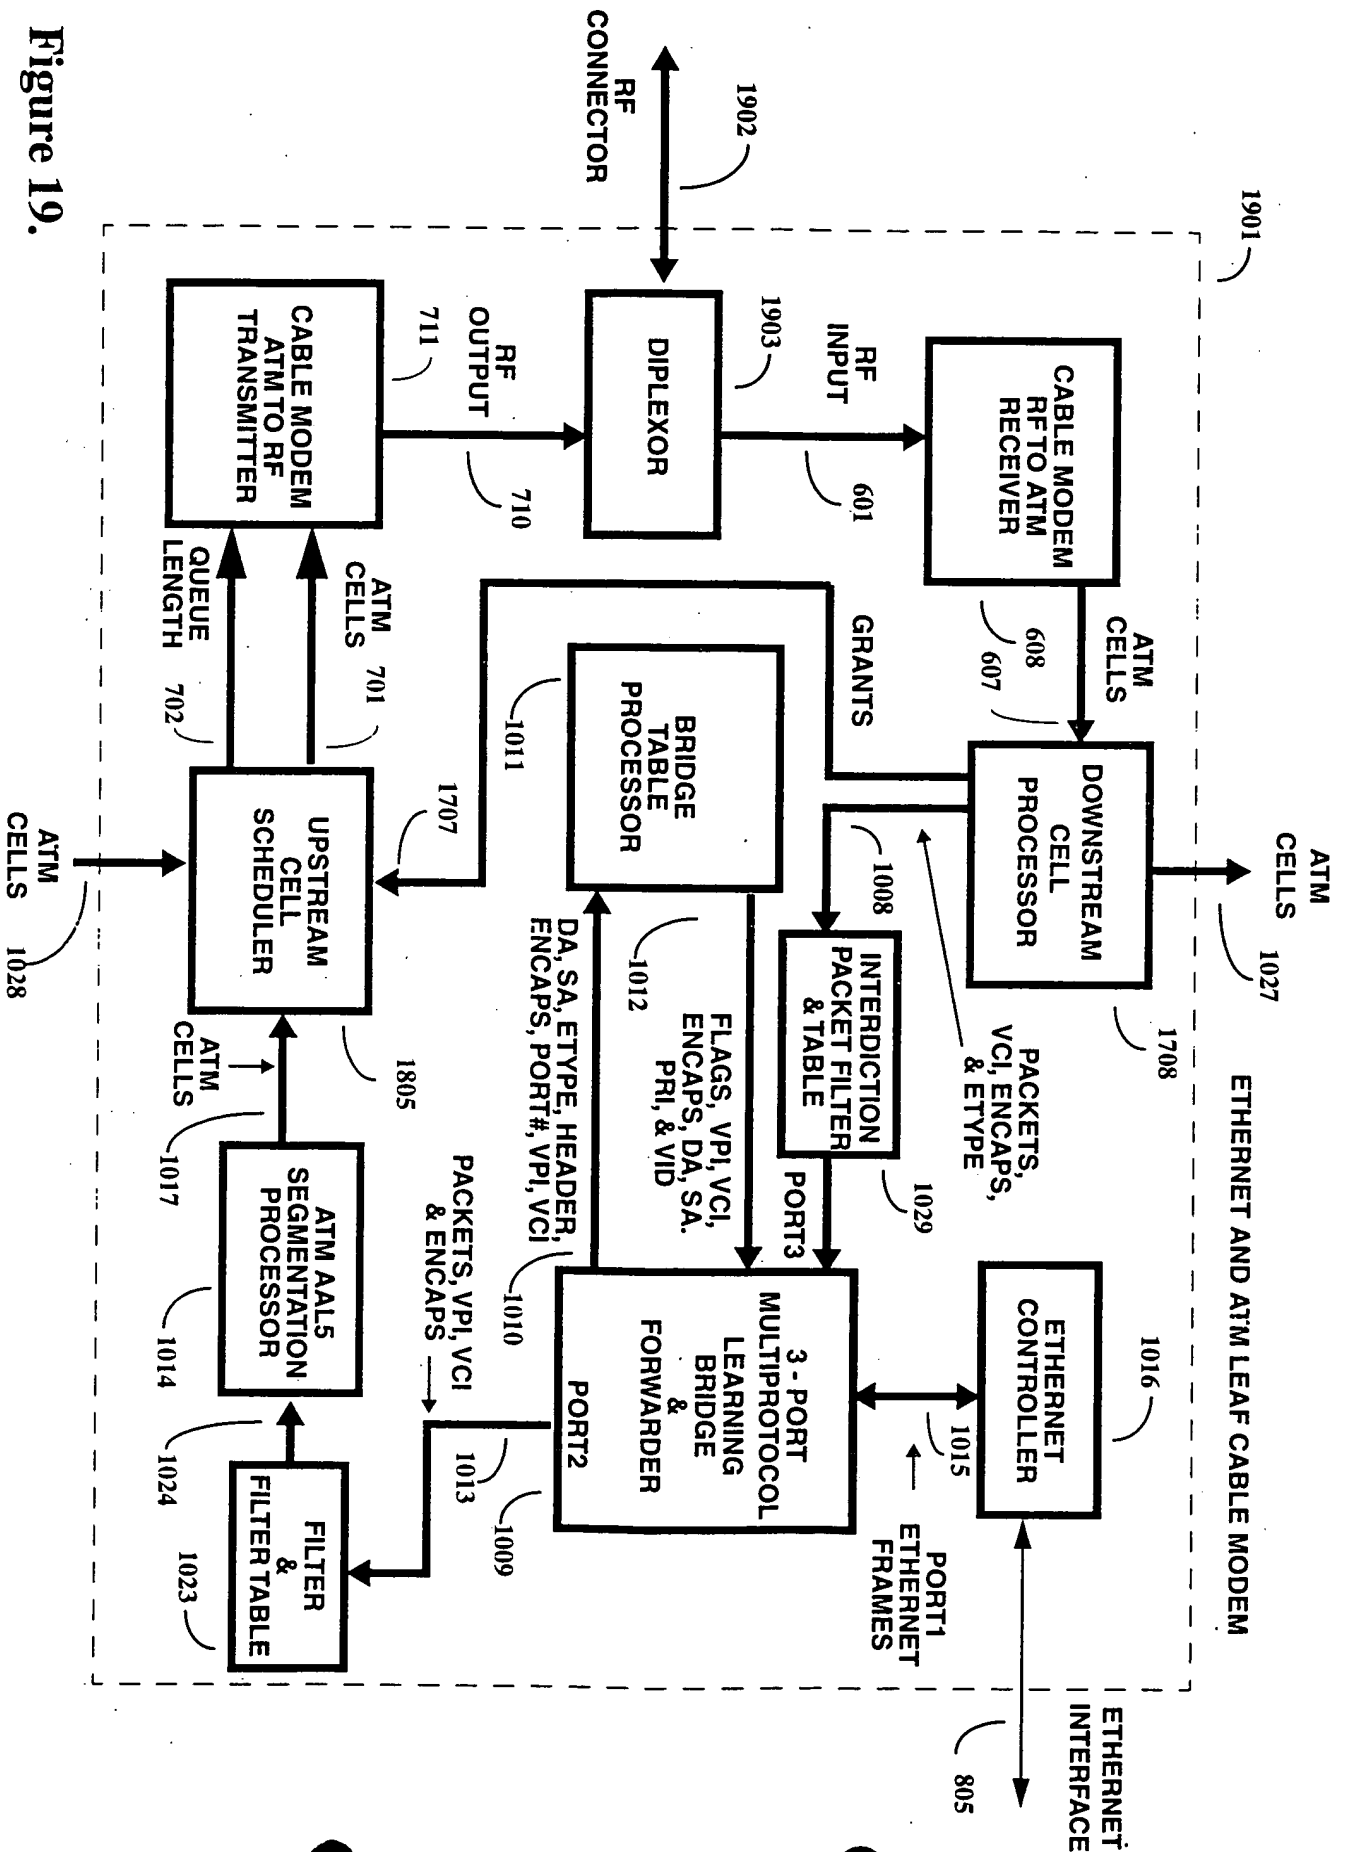 ETHERNET AND ATM LEAF CABLE MODEM
1901
ATM
CELLS
1027
1902
RF
CONNECTOR
CABLE MODEM
RF TO ATM
RECEIVER
608
ATM
CELLS
607
DOWNSTREAM
CELL
PROCESSOR
1708
ETHERNET
CONTROLLER
1016
ETHERNET
INTERFACE
805
RF
INPUT
601
GRANTS
1008
PACKETS,
VCI, ENCAPS,
& ETYPE
1015
PORT1
ETHERNET
FRAMES
1903
DIPLEXOR
INTERDICTION
PACKET FILTER
& TABLE
1029
PORT3
BRIDGE
TABLE
PROCESSOR
1011
1012
FLAGS, VPI, VCI,
ENCAPS, DA, SA.
PRI, & VID
3 - PORT
MULTIPROTOCOL
LEARNING
BRIDGE
&
FORWARDER
PORT2
DA, SA, ETYPE, HEADER,
ENCAPS, PORT#, VPI, VCI
1010
1009
RF
OUTPUT
710
711
1707
PACKETS, VPI, VCI
& ENCAPS
1013
CABLE MODEM
ATM TO RF
TRANSMITTER
ATM
CELLS
701
QUEUE
LENGTH
702
UPSTREAM
CELL
SCHEDULER
1805
ATM
CELLS
1017
ATM AAL5
SEGMENTATION
PROCESSOR
1014
1024
FILTER
&
FILTER TABLE
1023
ATM
CELLS
1028
Figure 19.